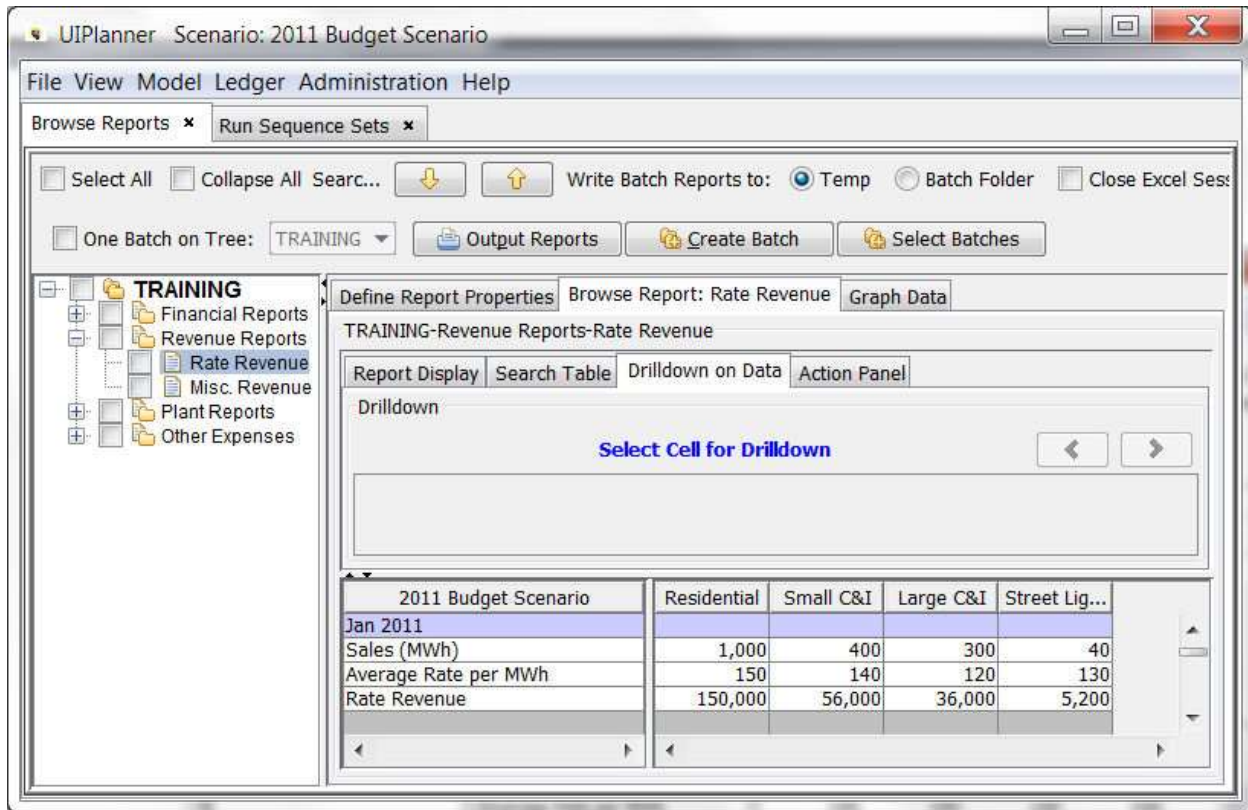 UIPlanner Scenario: 2011 Budget Scenario
File View Model Ledger Administration Help
Browse Reports Run Sequence Sets
Select All Collapse All Searc... Write Batch Reports to: Temp Batch Folder Close Excel Sess
One Batch on Tree: TRAINING Output Reports Create Batch Select Batches
TRAINING
Financial Reports
Revenue Reports
Rate Revenue
Misc. Revenue
Plant Reports
Other Expenses
Define Report Properties Browse Report: Rate Revenue Graph Data
TRAINING-Revenue Reports-Rate Revenue
Report Display Search Table Drilldown on Data Action Panel
Drilldown
Select Cell for Drilldown
2011 Budget Scenario Residential Small C&I Large C&I Street Lig...
Jan 2011
Sales (MWh) 1,000 400 300 40
Average Rate per MWh 150 140 120 130
Rate Revenue 150,000 56,000 36,000 5,200